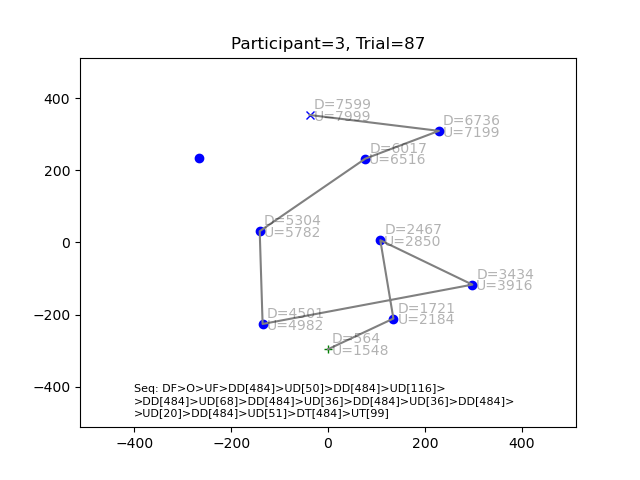 Participant=3, Trial=87
400
200
0
−200
−400
−400
−200
0
200
400
D=7599
U=7999
D=6736
U=7199
D=6017
U=6516
D=5304
U=5782
D=2467
U=2850
D=3434
U=3916
D=4501
U=4982
D=1721
U=2184
D=564
U=1548
Seq: DF>O>UF>DD[484]>UD[50]>DD[484]>UD[116]>
>DD[484]>UD[68]>DD[484]>UD[36]>DD[484]>UD[36]>DD[484]>
>UD[20]>DD[484]>UD[51]>DT[484]>UT[99]